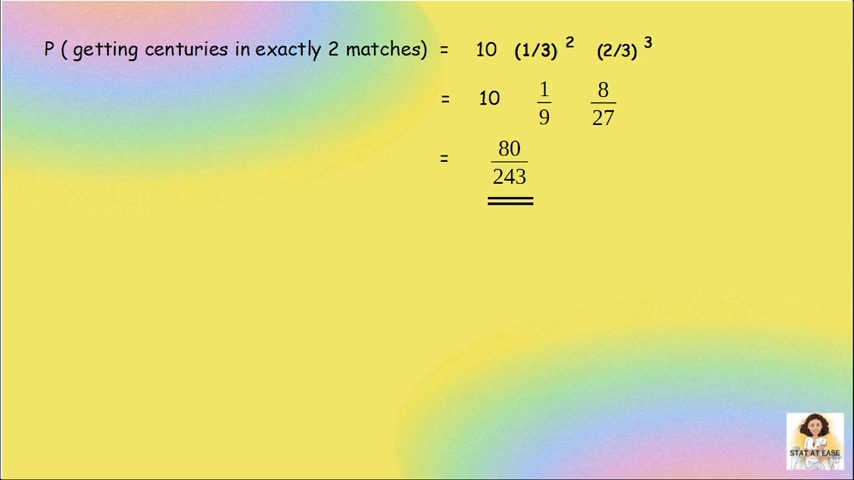 P ( getting centuries in exactly 2 matches) = 10 (1/3) 2 (2/3) 3
= 10 1/9 8/27
= 80/243
STAT AT EASE